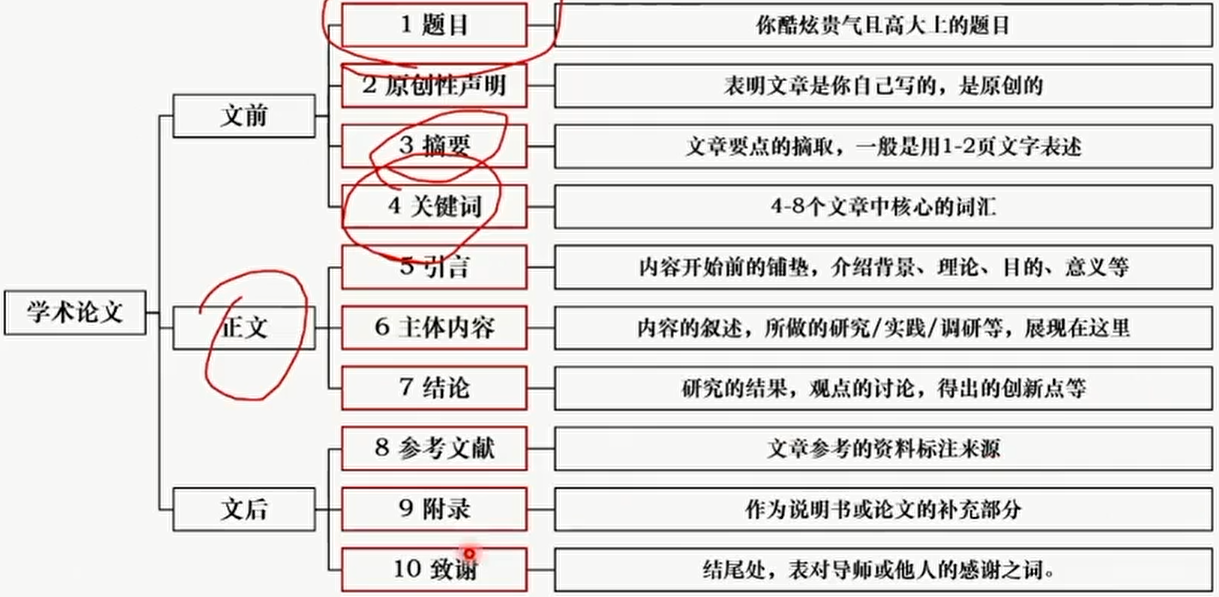 1 题目
你酷炫贵气且高大上的题目
2 原创性声明
表明文章是你自己写的，是原创的
文前
3 摘要
文章要点的摘取，一般是用1-2页文字表述
4 关键词
4-8个文章中核心的词汇
5 引言
内容开始前的铺垫，介绍背景、理论、目的、意义等
学术论文
正文
6 主体内容
内容的叙述，所做的研究/实践/调研等，展现在这里
7 结论
研究的结果，观点的讨论，得出的创新点等
8 参考文献
文章参考的资料标注来源
文后
9 附录
作为说明书或论文的补充部分
10 致谢
结尾处，表对导师或他人的感谢之词。